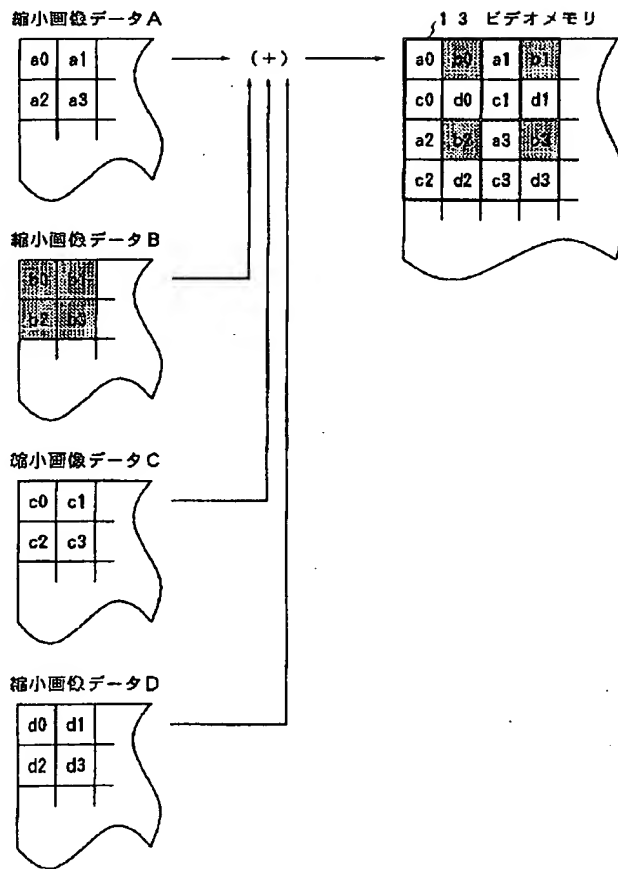 縮小画像データA
a0 a1
a2 a3
(+)
13 ビデオメモリ
a0 b0 a1 b1
c0 d0 c1 d1
a2 b2 a3 b3
c2 d2 c3 d3
縮小画像データB
b0 b1
b2 b3
縮小画像データC
c0 c1
c2 c3
縮小画像データD
d0 d1
d2 d3